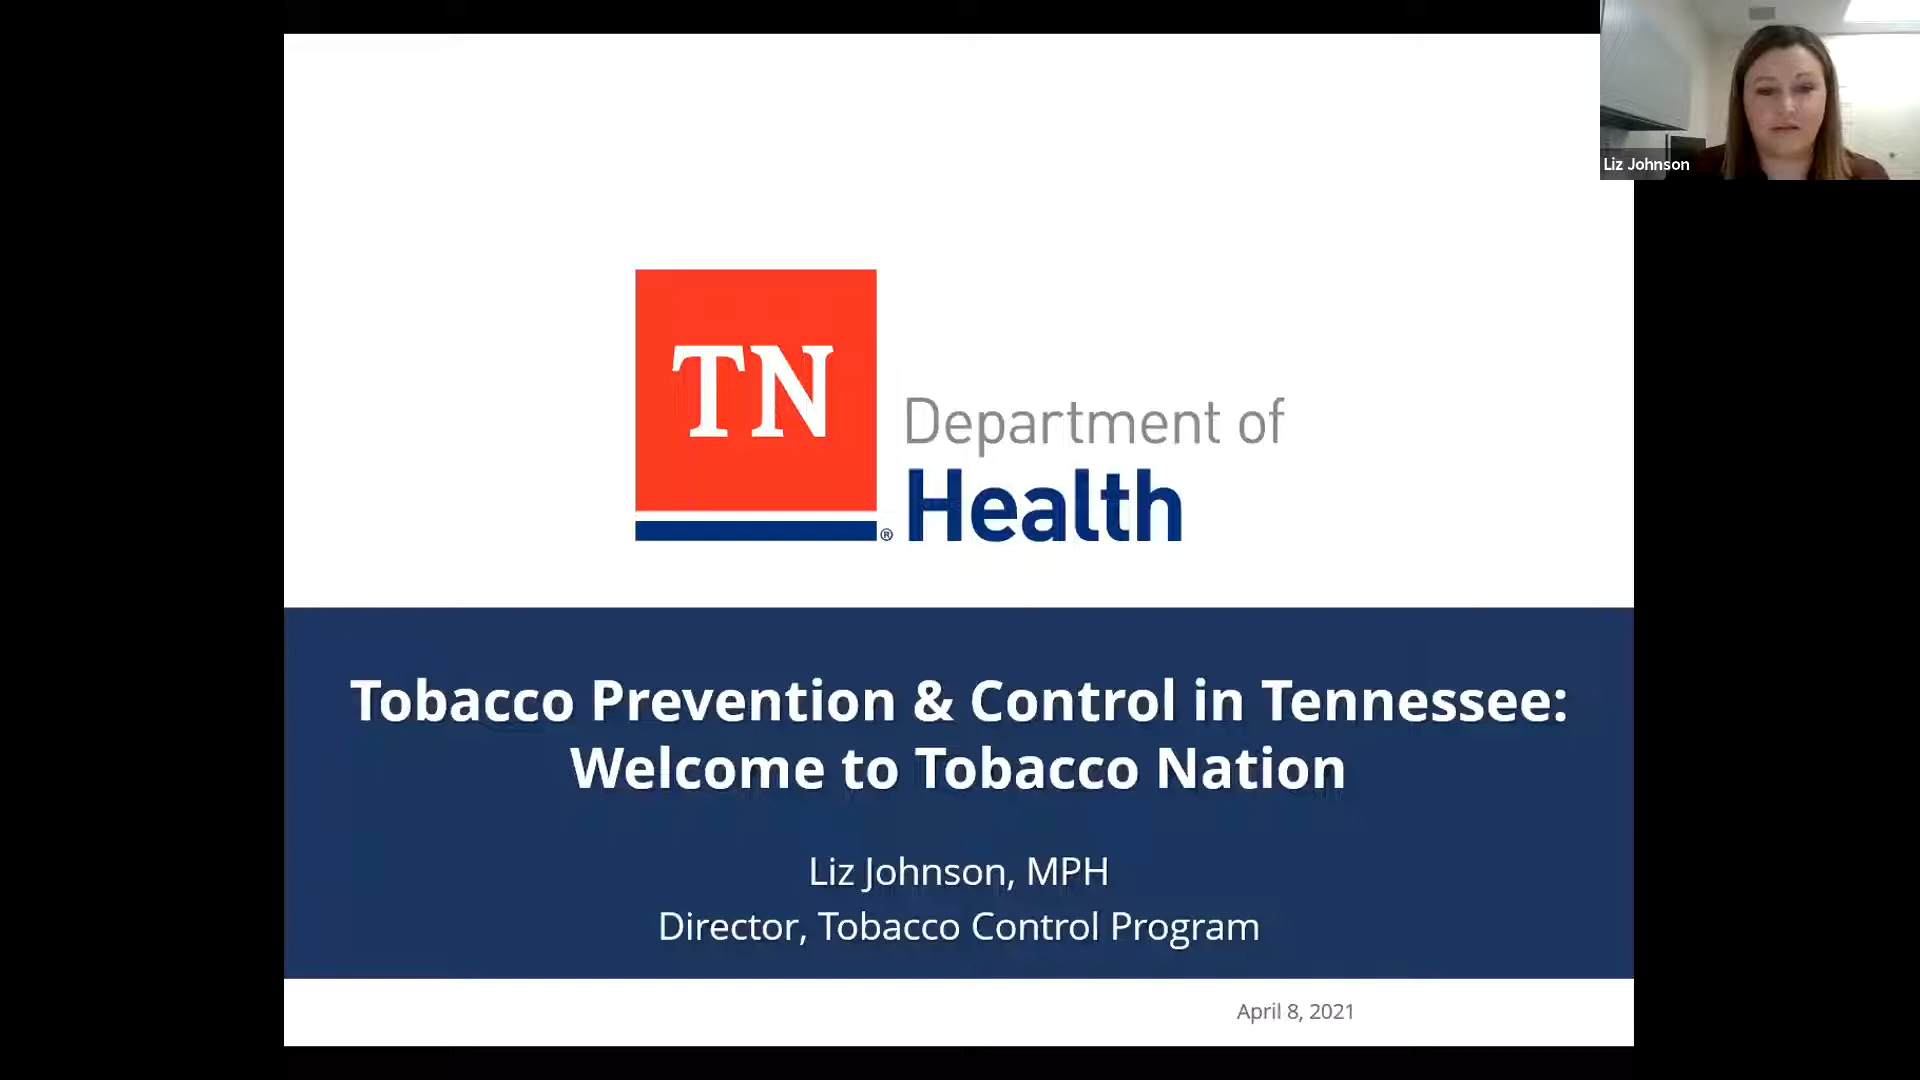 Liz Johnson
TN
Department of
Health
®
Tobacco Prevention & Control in Tennessee:
Welcome to Tobacco Nation
Liz Johnson, MPH
Director, Tobacco Control Program
April 8, 2021